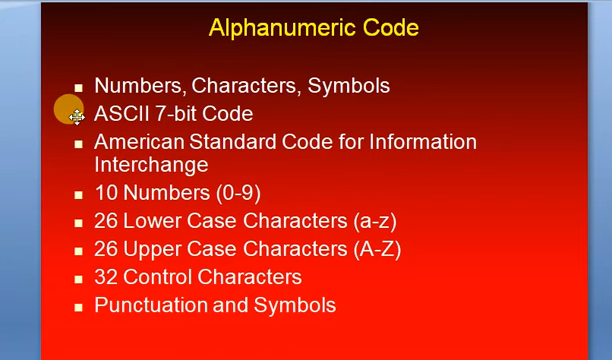 Alphanumeric Code
Numbers, Characters, Symbols
ASCII 7-bit Code
American Standard Code for Information
Interchange
10 Numbers (0-9)
26 Lower Case Characters (a-z)
26 Upper Case Characters (A-Z)
32 Control Characters
Punctuation and Symbols